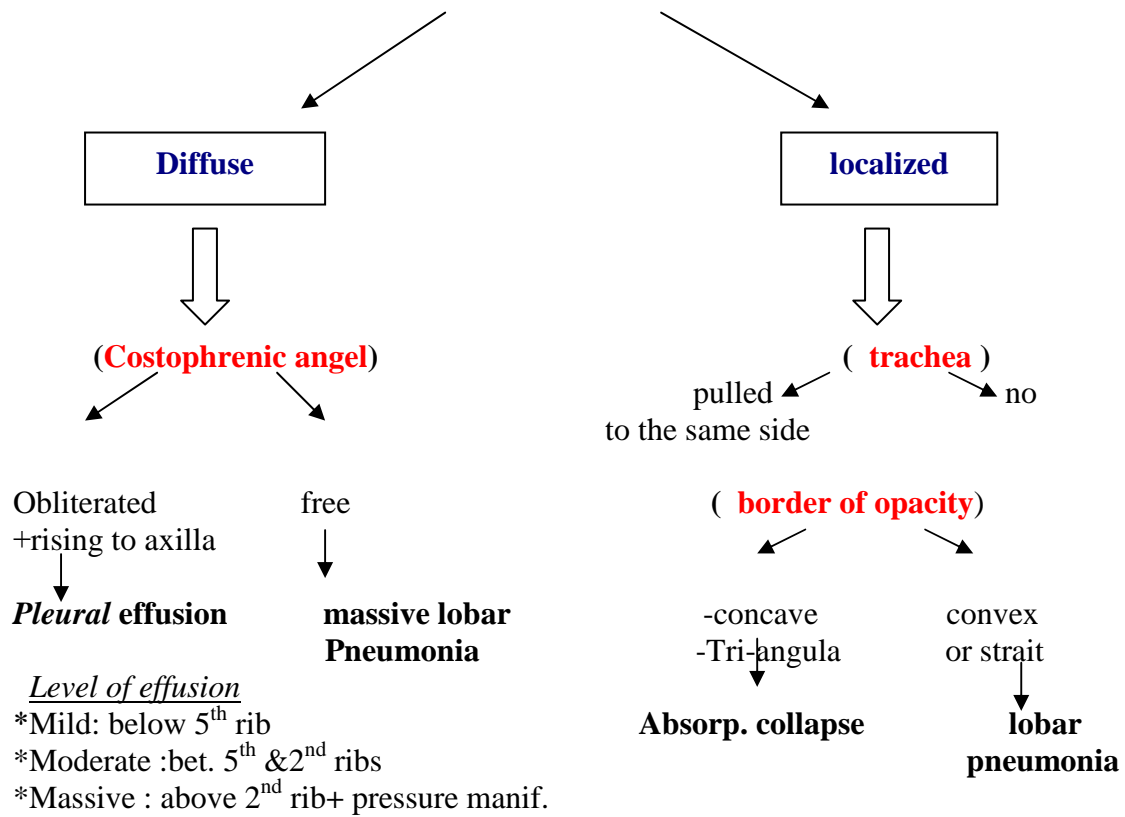 Diffuse
localized
(Costophrenic angel)
( trachea )
pulled
no
to the same side
Obliterated
free
+rising to axilla
( border of opacity)
Pleural effusion
massive lobar
Pneumonia
-concave
convex
-Tri-angula
or strait
Level of effusion
*Mild: below 5th rib
Absorp. collapse
lobar
pneumonia
*Moderate :bet. 5th &2nd ribs
*Massive : above 2nd rib+ pressure manif.